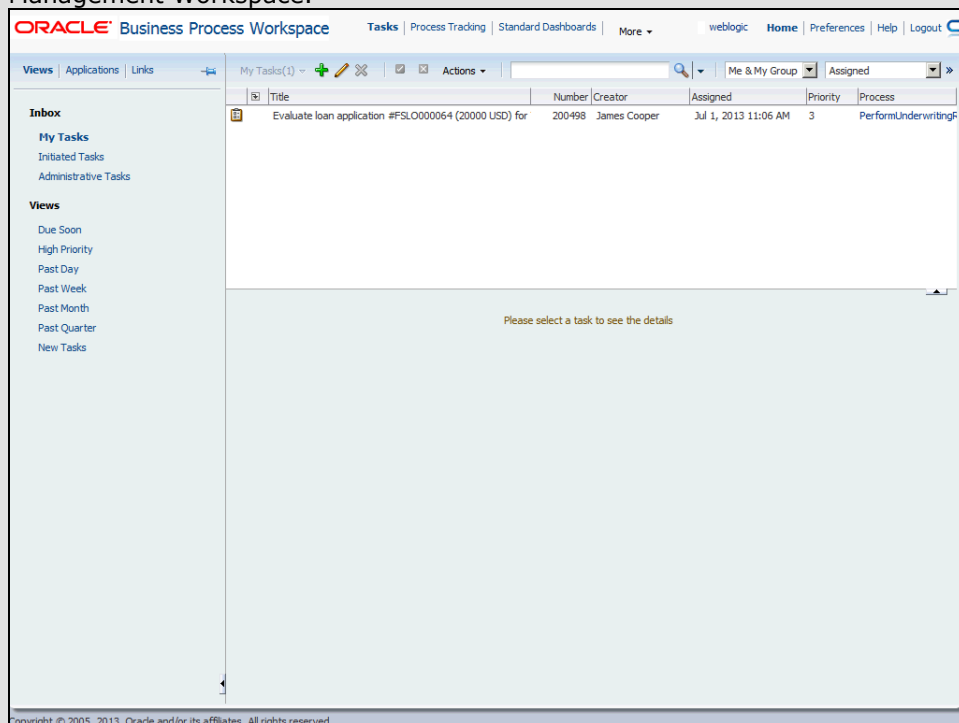 Management Workspace.
ORACLE Business Process Workspace Tasks Process Tracking Standard Dashboards More weblogic Home Preferences Help Logout
Views Applications Links My Tasks(1) Actions Me & My Group Assigned »
Title Number Creator Assigned Priority Process
Inbox Evaluate loan application #FSLO000064 (20000 USD) for 200498 James Cooper Jul 1, 2013 11:06 AM 3 PerformUnderwritingR
My Tasks
Initiated Tasks
Administrative Tasks
Views
Due Soon
High Priority
Past Day
Past Week
Past Month
Please select a task to see the details
Past Quarter
New Tasks
Copyright © 2005, 2013, Oracle and/or its affiliates. All rights reserved.